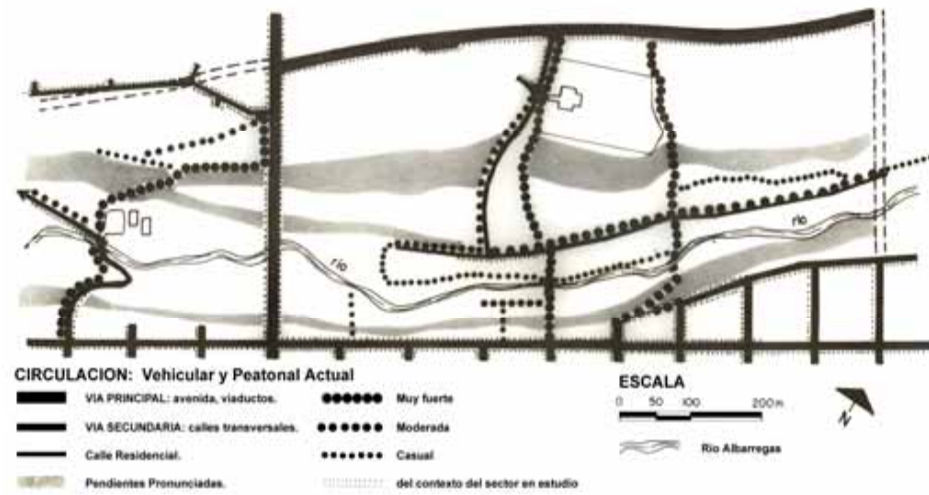 río
río
CIRCULACION: Vehicular y Peatonal Actual
VIA PRINCIPAL: avenida, viaductos.
VIA SECUNDARIA: calles transversales.
Calle Residencial.
Pendientes Pronunciadas.
Muy fuerte
Moderada
Casual
del contexto del sector en estudio
ESCALA
0 50 100 200 m
Río Albarregas
N